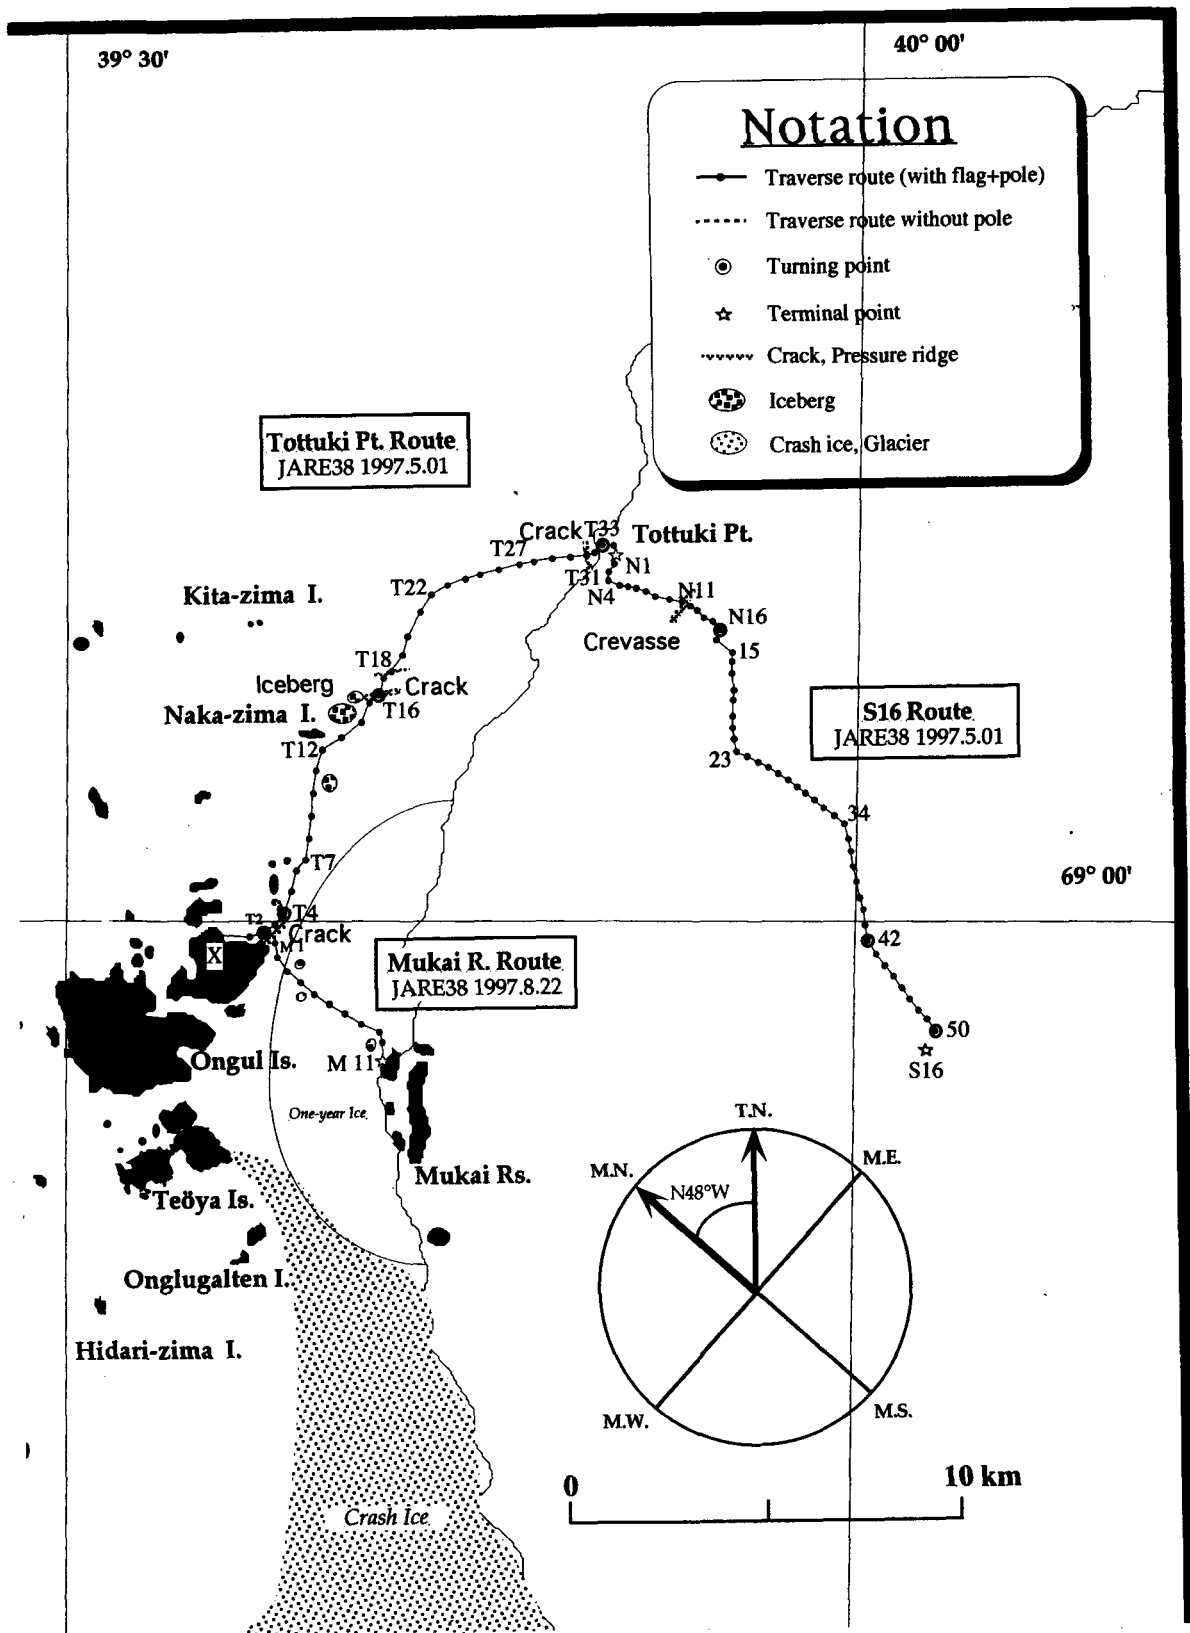 39° 30'
40° 00'
Notation
Traverse route (with flag+pole)
Traverse route without pole
Turning point
Terminal point
Crack, Pressure ridge
Iceberg
Crash ice, Glacier
Tottuki Pt. Route
JARE38 1997.5.01
Crack
T33
Tottuki Pt.
T27
T31
N1
T22
N4
N11
Kita-zima I.
N16
Crevasse
15
T18
Iceberg
Crack
T16
Naka-zima I.
S16 Route
JARE38 1997.5.01
T12
23
34
T7
69° 00'
T2
T4
Crack
M 1
42
X
Mukai R. Route
JARE38 1997.8.22
50
Ongul Is.
M 11
S16
One-year Ice
T.N.
M.N.
M.E.
N48°W
Mukai Rs.
Teöya Is.
Onglugalten I.
Hidari-zima I.
M.W.
M.S.
0
10 km
Crash Ice